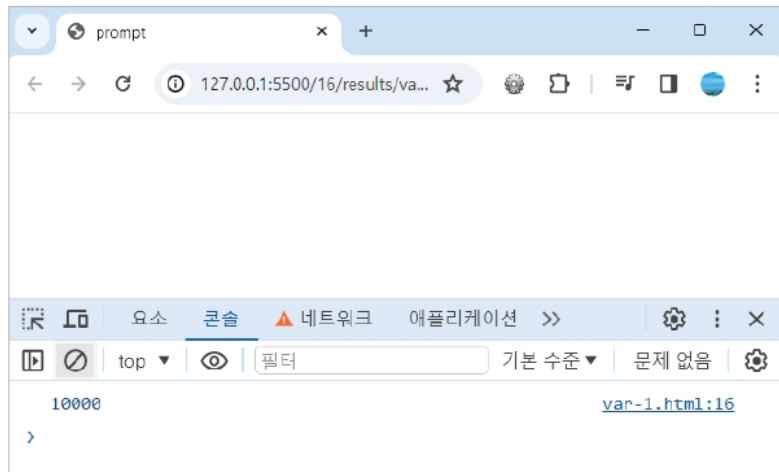 prompt
127.0.0.1:5500/16/results/va...
요소 콘솔 네트워크 애플리케이션
top 필터 기본 수준 문제 없음
10000 var-1.html:16